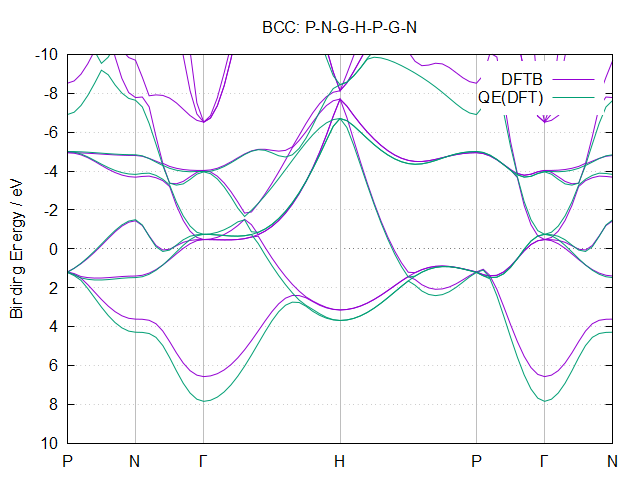 BCC: P-N-G-H-P-G-N
-10
-8
-6
-4
-2
0
2
4
6
8
10
Binding Energy / eV
DFTB
QE(DFT)
P N Γ H P Γ N